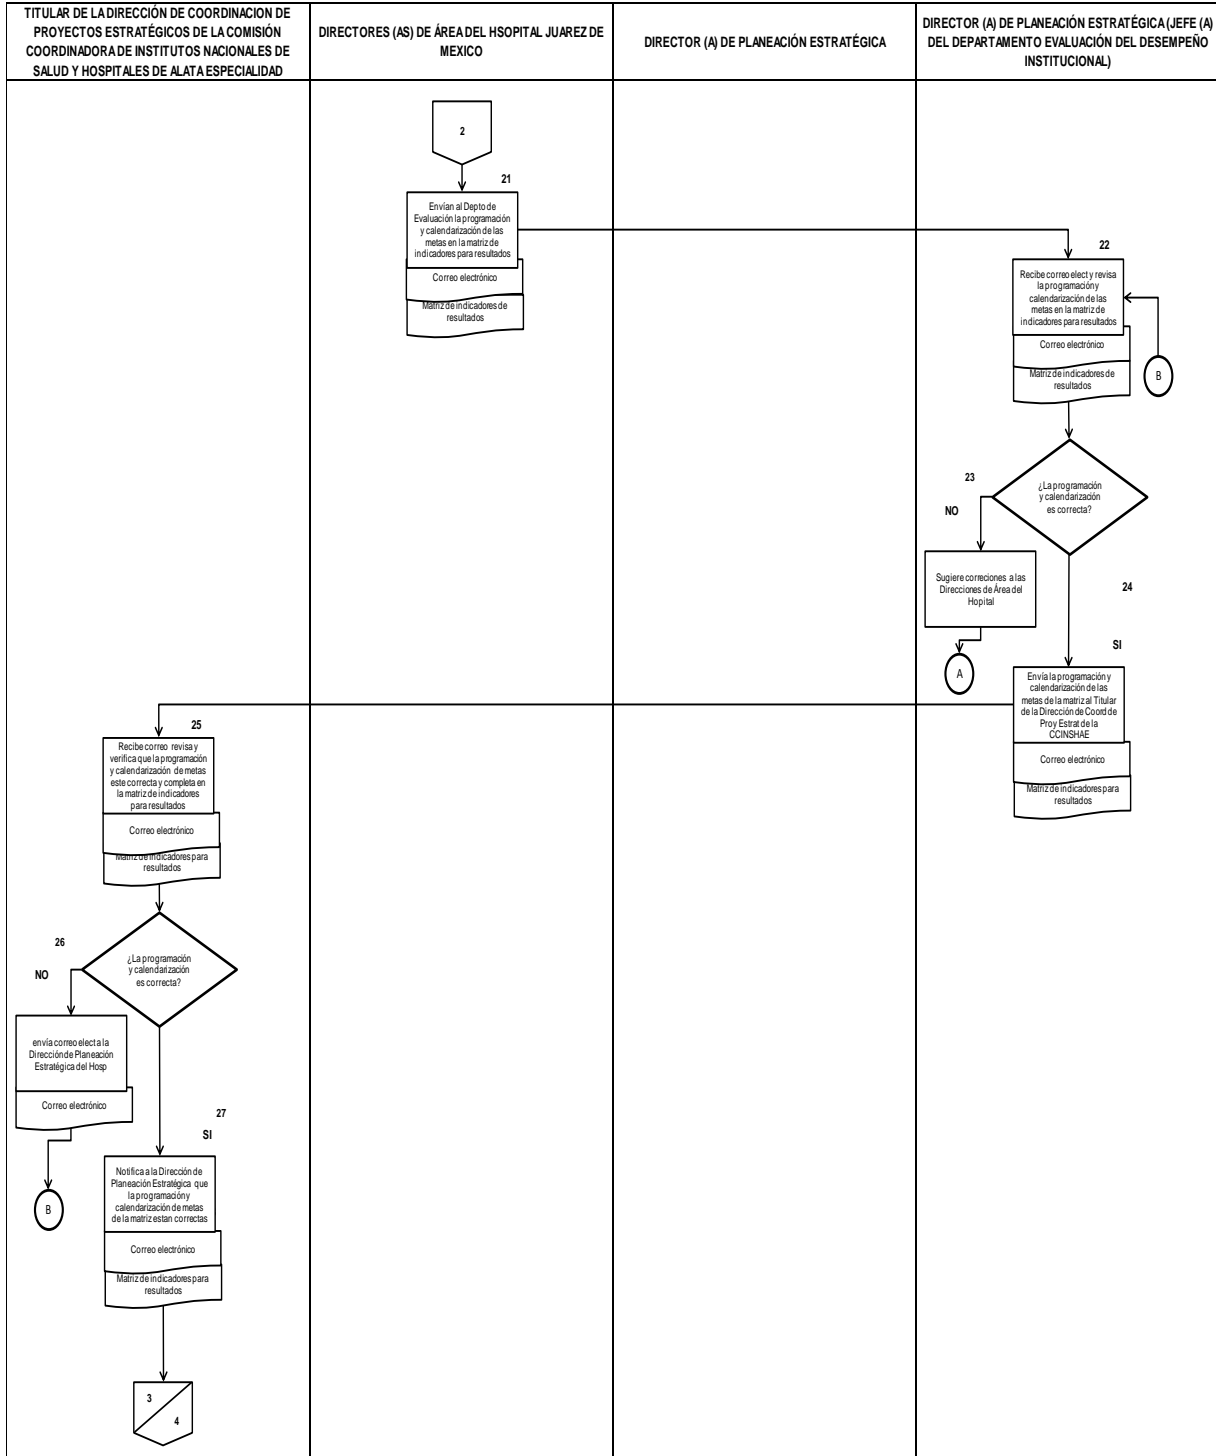 TITULAR DE LA DIRECCIÓN DE COORDINACION DE
PROYECTOS ESTRATÉGICOS DE LA COMISIÓN
COORDINADORA DE INSTITUTOS NACIONALES DE
SALUD Y HOSPITALES DE ALATA ESPECIALIDAD
DIRECTORES (AS) DE ÁREA DEL HSOPITAL JUAREZ DE
MEXICO
DIRECTOR (A) DE PLANEACIÓN ESTRATÉGICA
DIRECTOR (A) DE PLANEACIÓN ESTRATÉGICA (JEFE (A)
DEL DEPARTAMENTO EVALUACIÓN DEL DESEMPEÑO
INSTITUCIONAL)
2
21
Envían al Depto de
Evaluación la programación
y calendarización de las
metas en la matriz de
indicadores para resultados
Correo electrónico
Matriz de indicadores de
resultados
22
Recibe correo elect y revisa
la programación y
calendarización de las
metas en la matriz de
indicadores para resultados
Correo electrónico
Matriz de indicadores de
resultados
B
¿La programación
y calendarización
es correcta?
23
NO
Sugiere correciones a las
Direcciones de Área del
Hopital
A
24
SI
Envía la programación y
calendarización de las
metas de la matriz al Titular
de la Dirección de Coord de
Proy Estrat de la
CCINSHAE
Correo electrónico
Matriz de indicadores para
resultados
25
Recibe correo revisa y
verifica que la programación
y calendarización de metas
este correcta y completa en
la matriz de indicadores
para resultados
Correo electrónico
Matriz de indicadores para
resultados
26
NO
¿La programación
y calendarización
es correcta?
envía correo elect a la
Dirección de Planeación
Estratégica del Hosp
Correo electrónico
B
27
SI
Notifica a la Dirección de
Planeación Estratégica que
la programación y
calendarización de metas
de la matriz estan correctas
Correo electrónico
Matriz de indicadores para
resultados
3
4